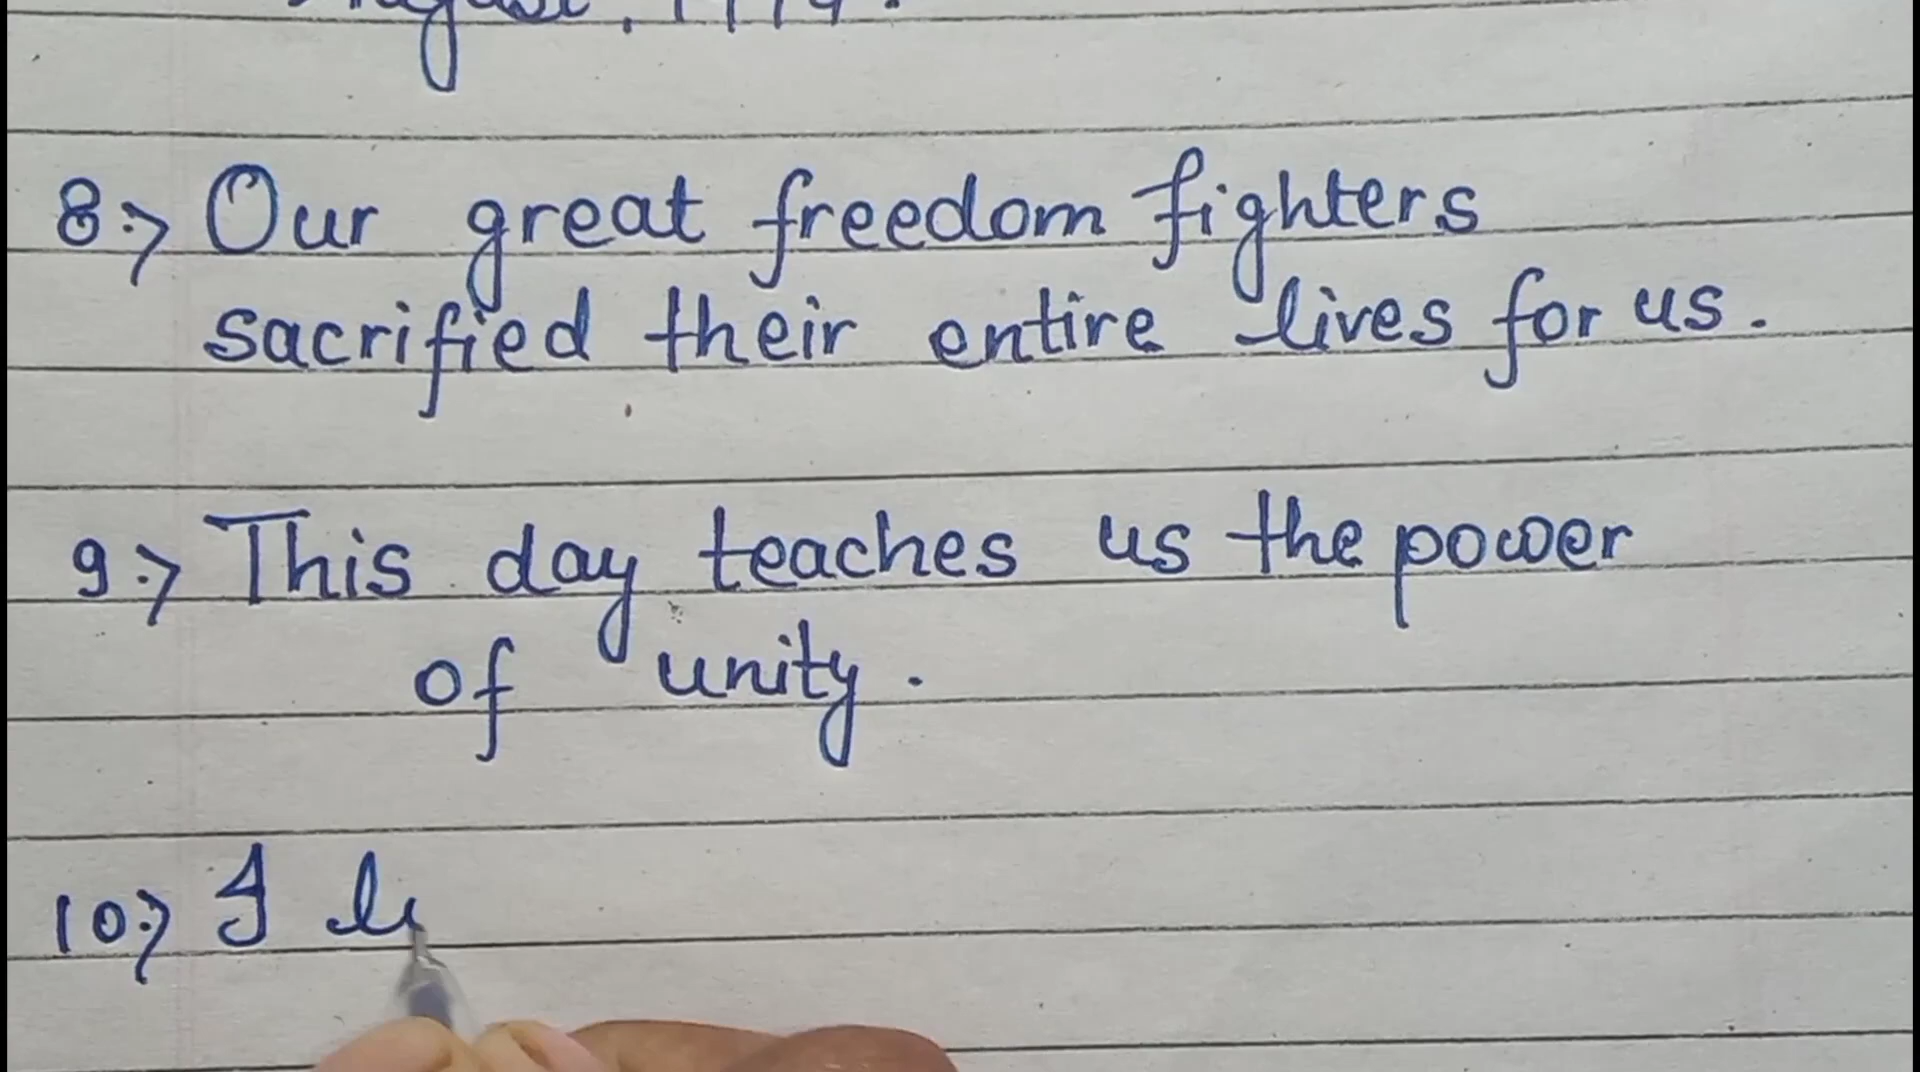 8:> Our great freedom fighters
sacrified their entire lives for us.
9:> This day teaches us the power
of unity.
10:> I